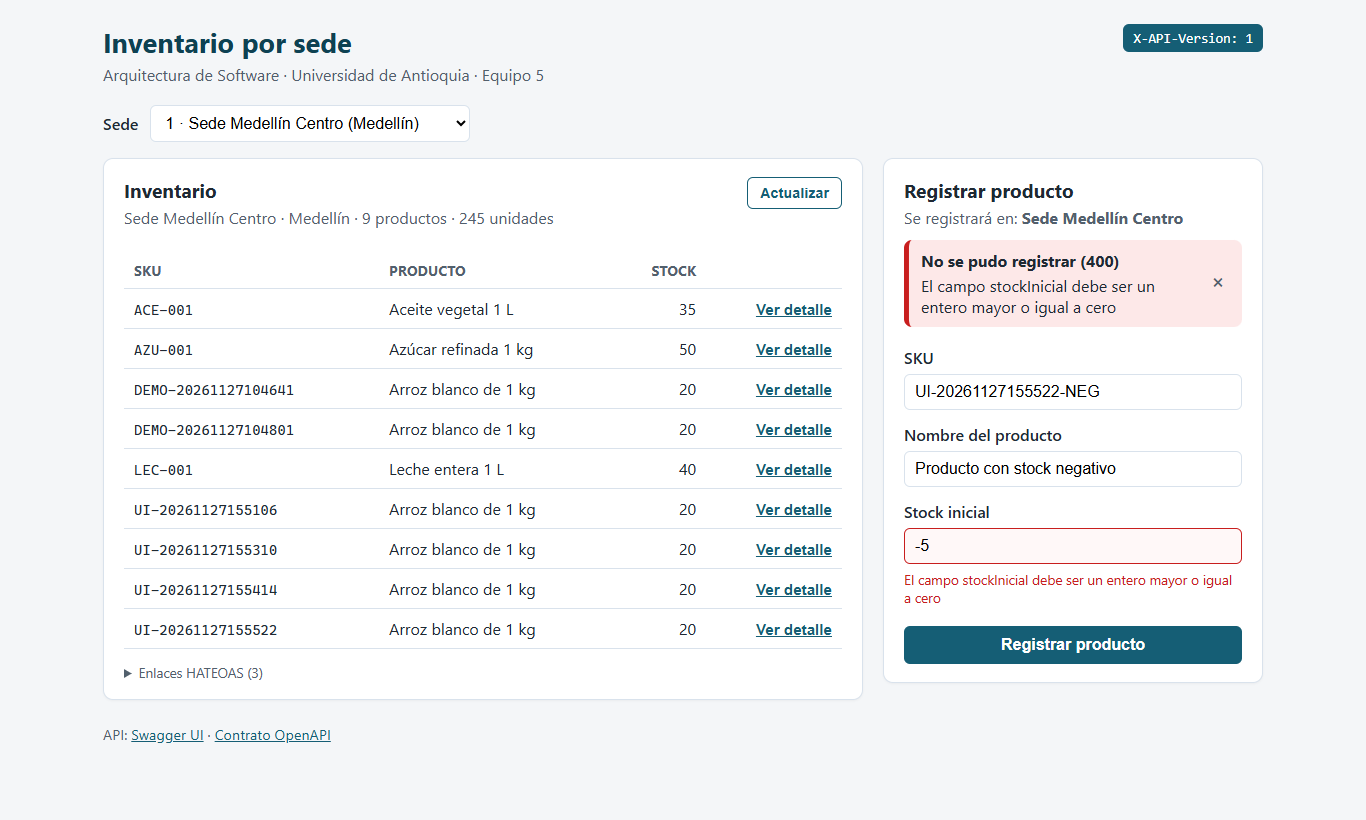 Inventario por sede
X-API-Version: 1
Arquitectura de Software · Universidad de Antioquia · Equipo 5
Sede 1 · Sede Medellín Centro (Medellín)
Inventario
Actualizar
Sede Medellín Centro · Medellín · 9 productos · 245 unidades
SKU PRODUCTO STOCK
ACE-001 Aceite vegetal 1 L 35 Ver detalle
AZU-001 Azúcar refinada 1 kg 50 Ver detalle
DEMO-20261127104641 Arroz blanco de 1 kg 20 Ver detalle
DEMO-20261127104801 Arroz blanco de 1 kg 20 Ver detalle
LEC-001 Leche entera 1 L 40 Ver detalle
UI-20261127155106 Arroz blanco de 1 kg 20 Ver detalle
UI-20261127155310 Arroz blanco de 1 kg 20 Ver detalle
UI-20261127155414 Arroz blanco de 1 kg 20 Ver detalle
UI-20261127155522 Arroz blanco de 1 kg 20 Ver detalle
Enlaces HATEOAS (3)
Registrar producto
Se registrará en: Sede Medellín Centro
No se pudo registrar (400)
El campo stockInicial debe ser un
entero mayor o igual a cero
×
SKU
UI-20261127155522-NEG
Nombre del producto
Producto con stock negativo
Stock inicial
-5
El campo stockInicial debe ser un entero mayor o igual
a cero
Registrar producto
API: Swagger UI · Contrato OpenAPI